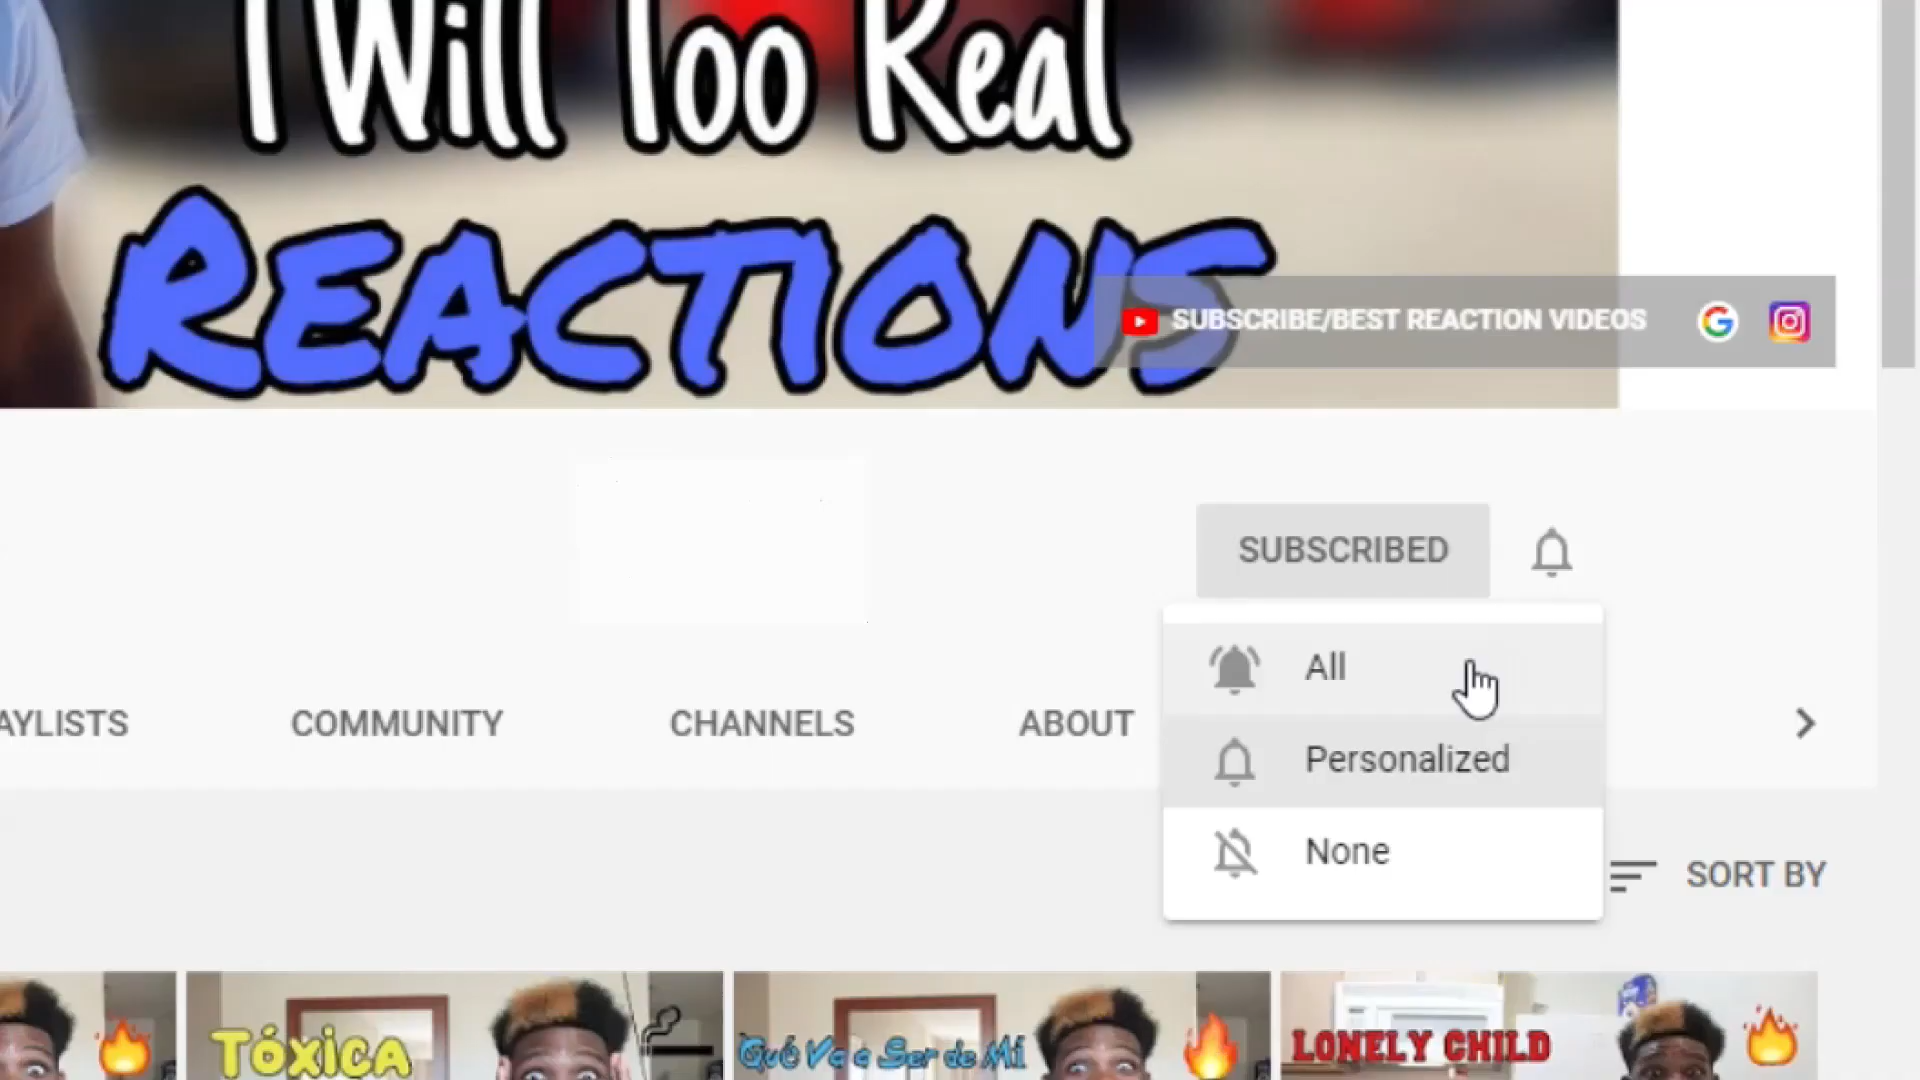 I Will Too Real
REACTIONS
SUBSCRIBE/BEST REACTION VIDEOS
SUBSCRIBED
All
AYLISTS
COMMUNITY
CHANNELS
ABOUT
Personalized
None
SORT BY
TÓXICA
Qué Va a Ser de Mí
LONELY CHILD